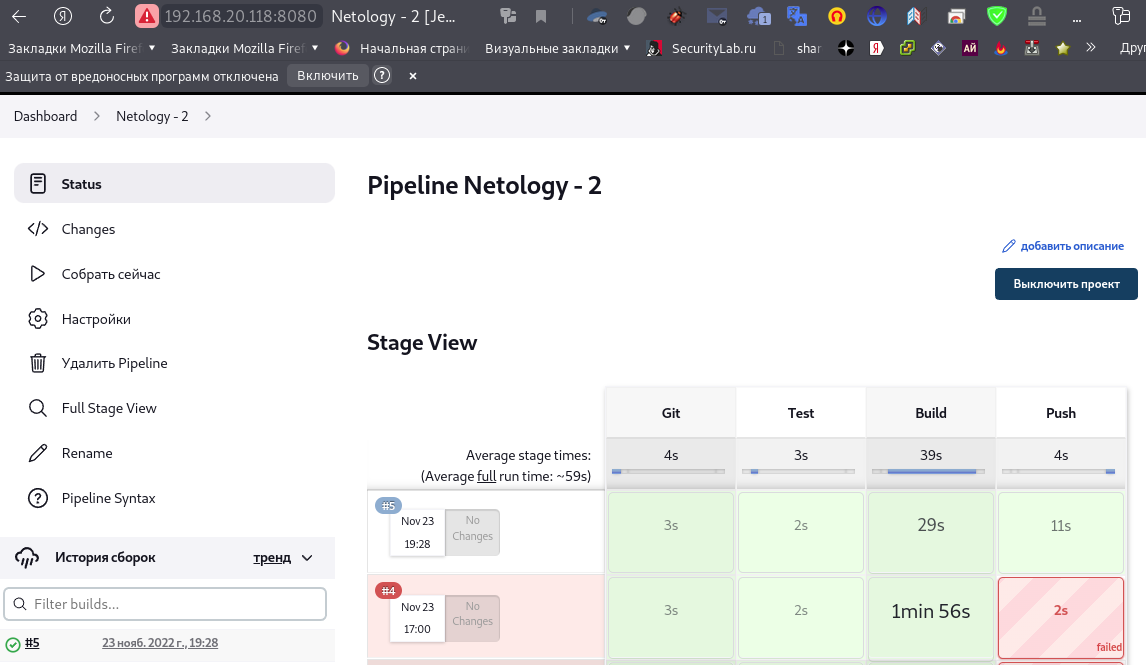 192.168.20.118:8080 Netology - 2 [Je...
Закладки Mozilla Firef Закладки Mozilla Firef Начальная страни Визуальные закладки SecurityLab.ru shar Я АЙ » Друг
Защита от вредоносных программ отключена Включить ? ×
Dashboard > Netology - 2 >
Status
Changes
Собрать сейчас
Настройки
Удалить Pipeline
Full Stage View
Rename
Pipeline Syntax
История сборок тренд
Filter builds...
#5 23 нояб. 2022 г., 19:28
Pipeline Netology - 2
добавить описание
Выключить проект
Stage View
Git Test Build Push
Average stage times: 4s 3s 39s 4s
(Average full run time: ~59s)
#5
Nov 23
19:28
No
Changes
3s 2s 29s 11s
#4
Nov 23
17:00
No
Changes
3s 2s 1min 56s 2s
failed